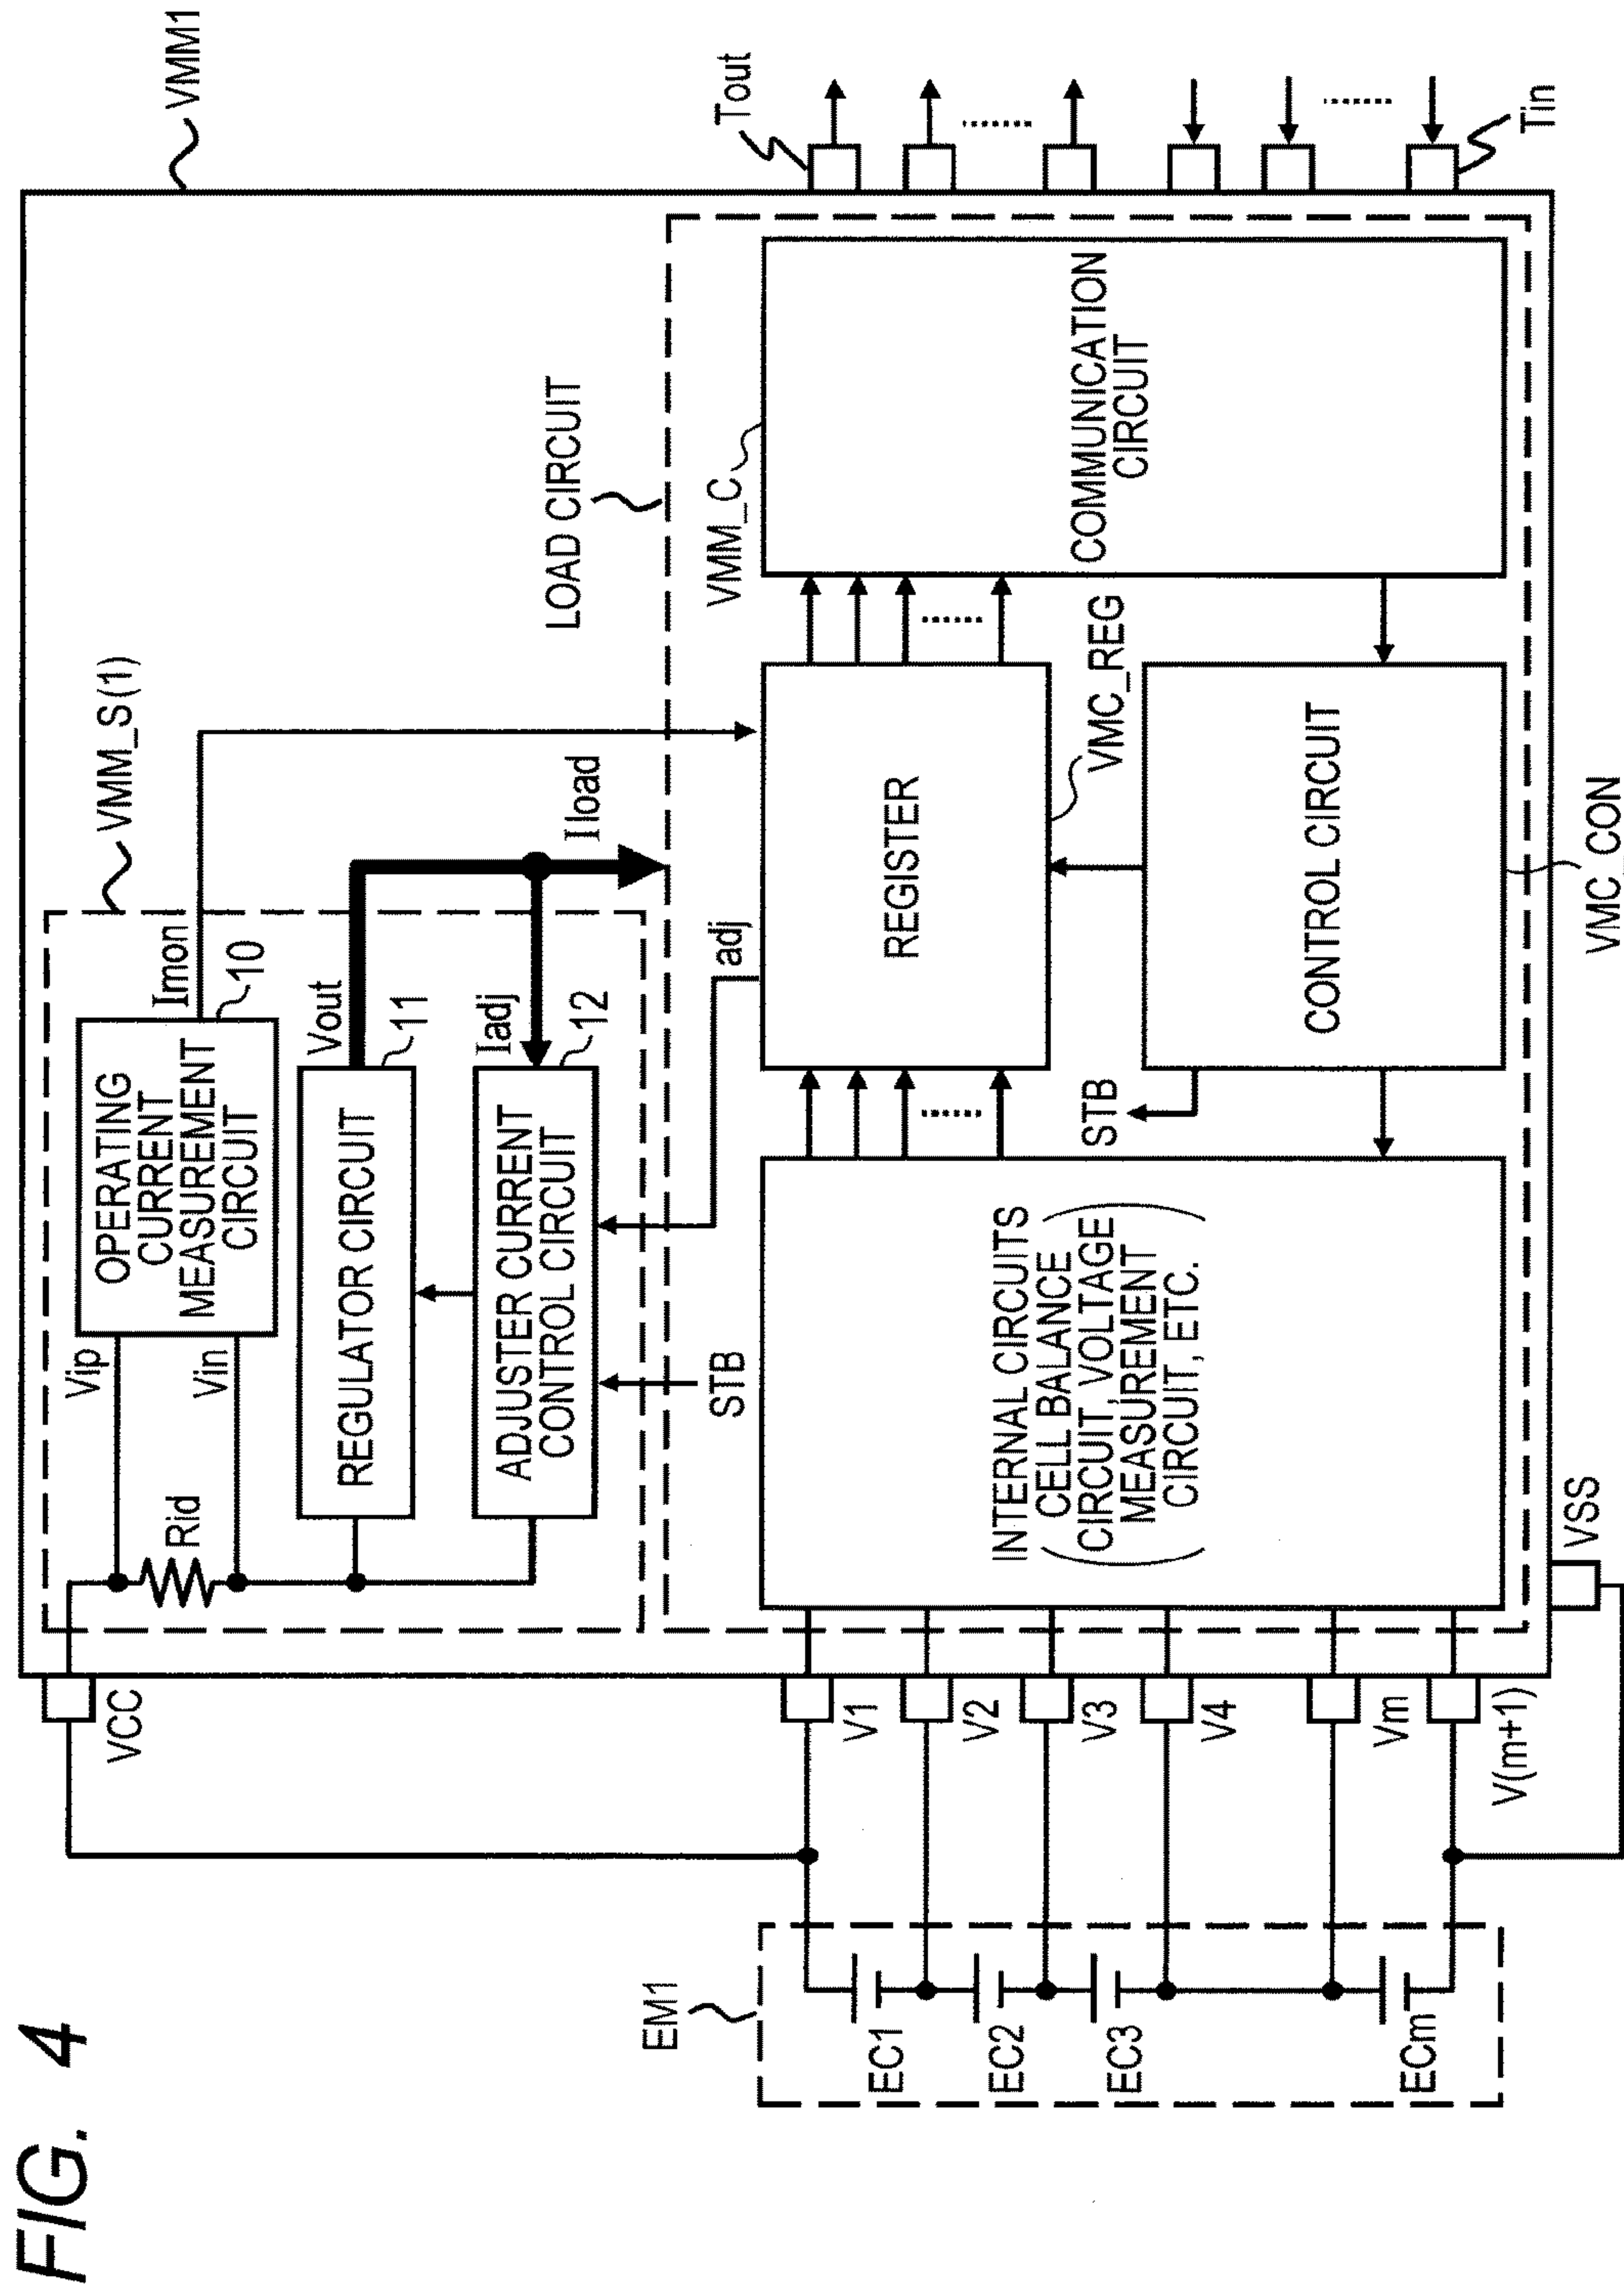 FIG. 4
VMM1
VMM_S(1)
VCC
Rid
Vip
Vin
OPERATING
CURRENT
MEASUREMENT
CIRCUIT
Imon
10
REGULATOR CIRCUIT
Vout
11
ADJUSTER CURRENT
CONTROL CIRCUIT
Iadj
12
Iload
LOAD CIRCUIT
STB
adj
VMM_C
Tout
EM1
EC1
EC2
EC3
ECm
V1
V2
V3
V4
Vm
V(m+1)
INTERNAL CIRCUITS
CELL BALANCE
CIRCUIT, VOLTAGE
MEASUREMENT
CIRCUIT, ETC.
REGISTER
VMC_REG
STB
CONTROL CIRCUIT
VMC_CON
COMMUNICATION
CIRCUIT
Tin
VSS